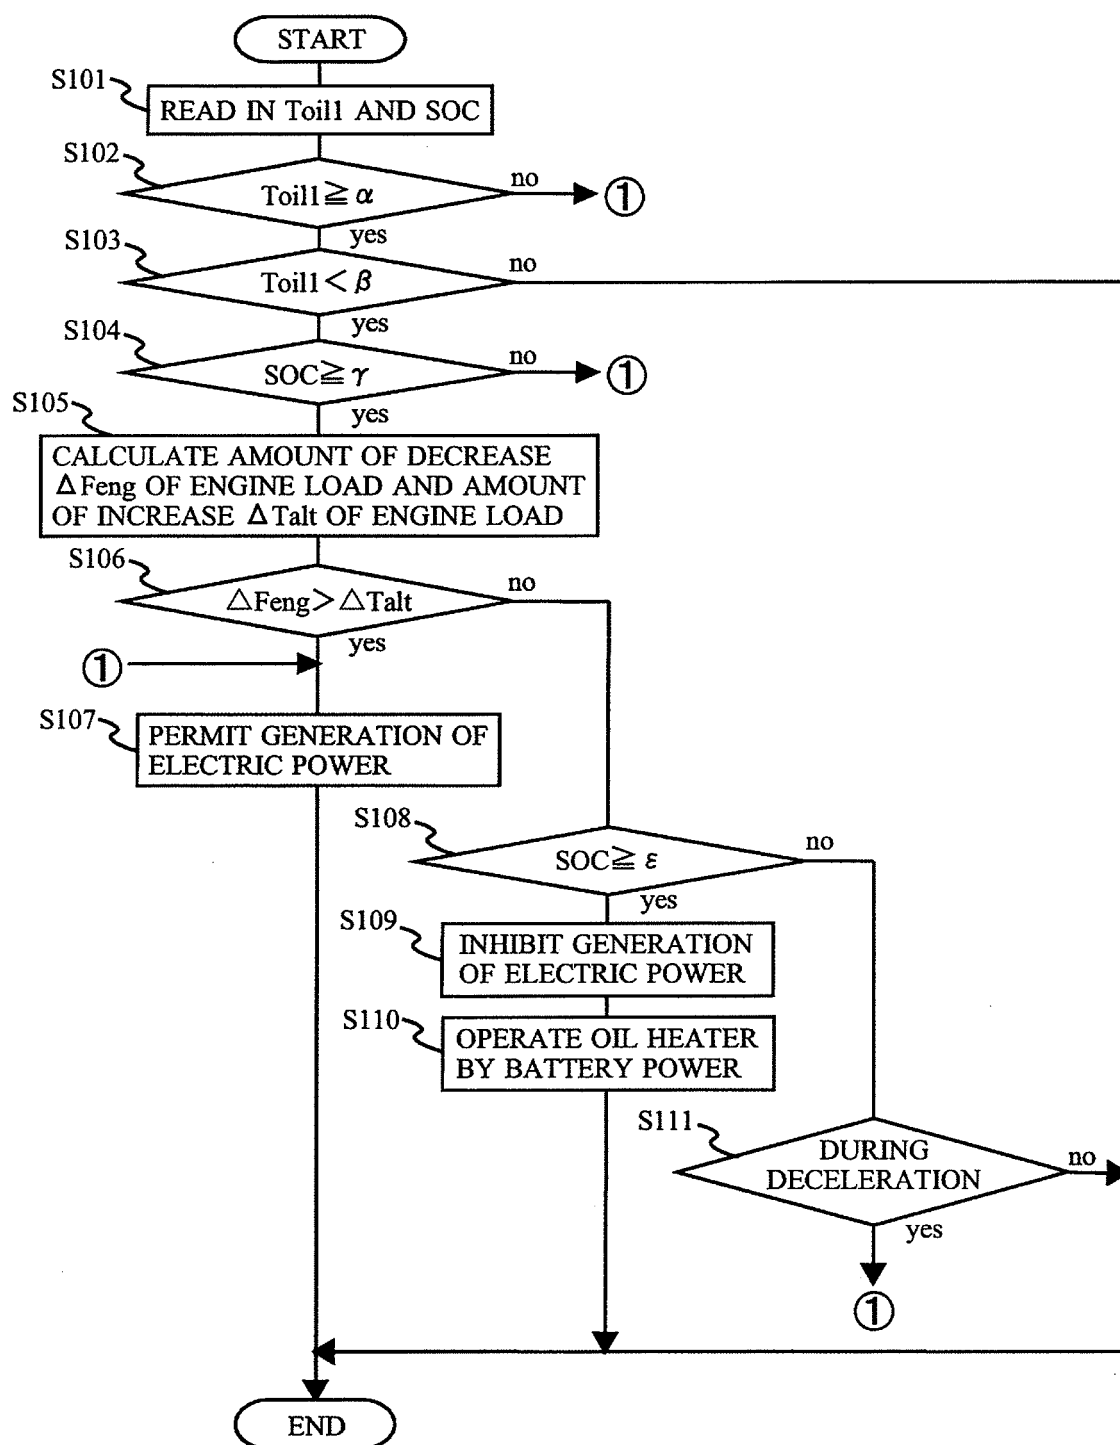 START
S101
READ IN Toil1 AND SOC
S102
Toil1≧α
no
①
yes
S103
Toil1<β
no
yes
S104
SOC≧γ
no
①
yes
S105
CALCULATE AMOUNT OF DECREASE
ΔFeng OF ENGINE LOAD AND AMOUNT
OF INCREASE ΔTalt OF ENGINE LOAD
S106
△Feng>△Talt
no
yes
①
S107
PERMIT GENERATION OF
ELECTRIC POWER
S108
SOC≧ε
no
yes
S109
INHIBIT GENERATION
OF ELECTRIC POWER
S110
OPERATE OIL HEATER
BY BATTERY POWER
S111
DURING
DECELERATION
no
yes
①
END